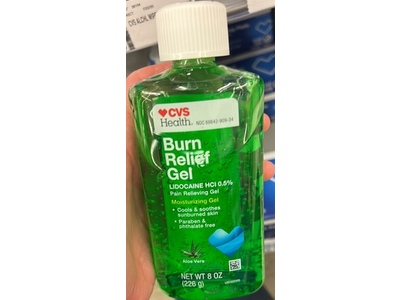 CVS
Health
Burn
Relief
Gel
LIDOCAINE HCl 0.5%
Pain Relieving Gel
Moisturizing Gel
• Cools & soothes
sunburned skin
• Paraben &
phthalate free
Aloe Vera
NET WT 8 OZ
(226 g)